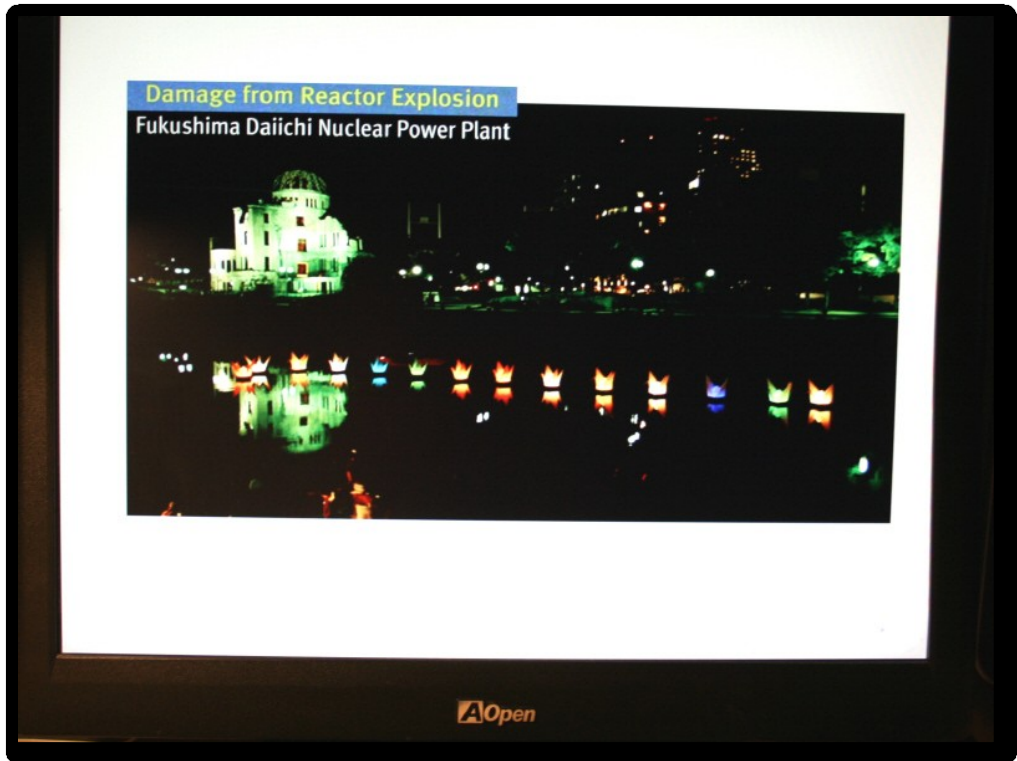 Damage from Reactor Explosion
Fukushima Daiichi Nuclear Power Plant
AOpen